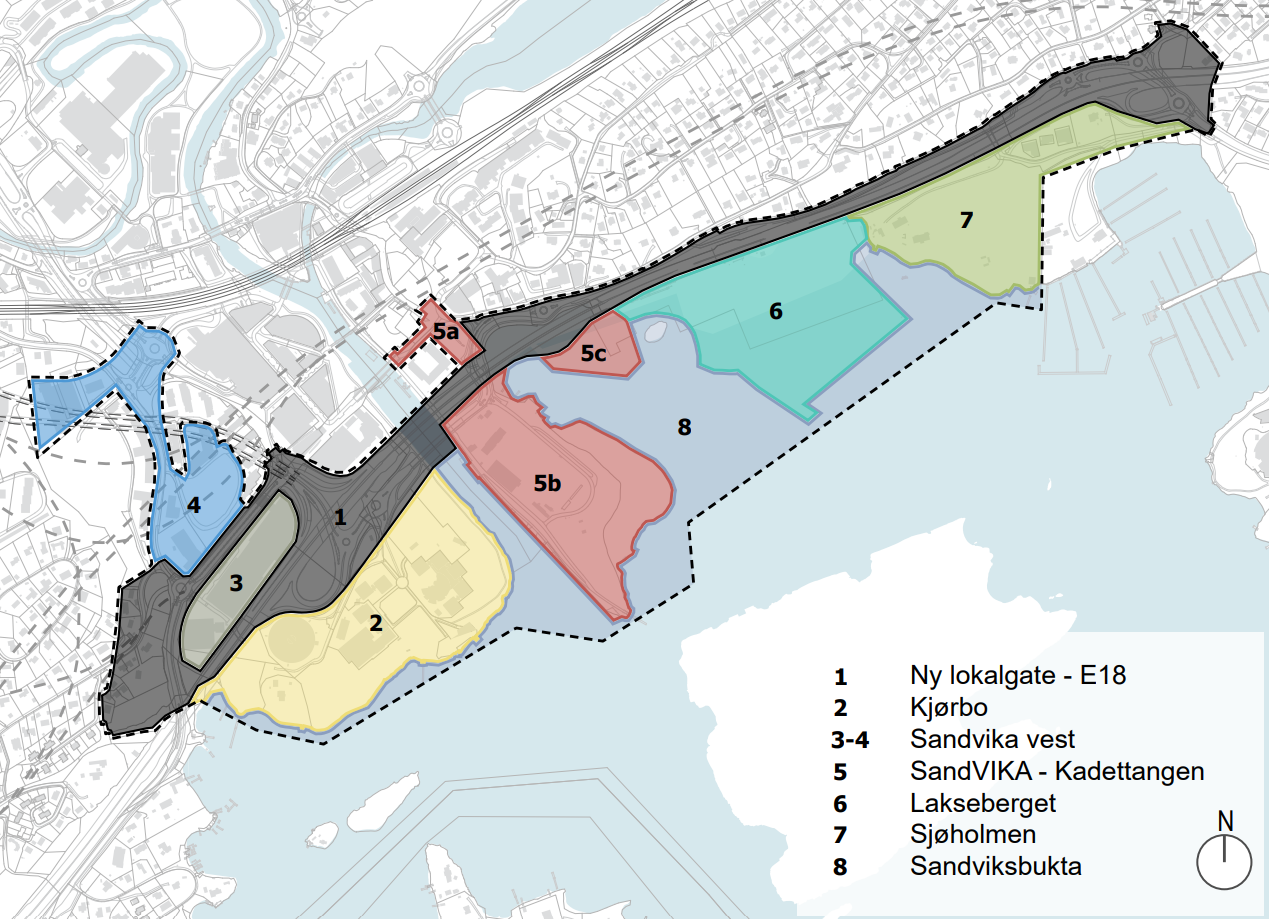 7
6
5a
5c
8
5b
4
1
3
2
1 Ny lokalgate - E18
2 Kjørbo
3-4 Sandvika vest
5 SandVIKA - Kadettangen
6 Lakseberget
7 Sjøholmen
8 Sandviksbukta
N